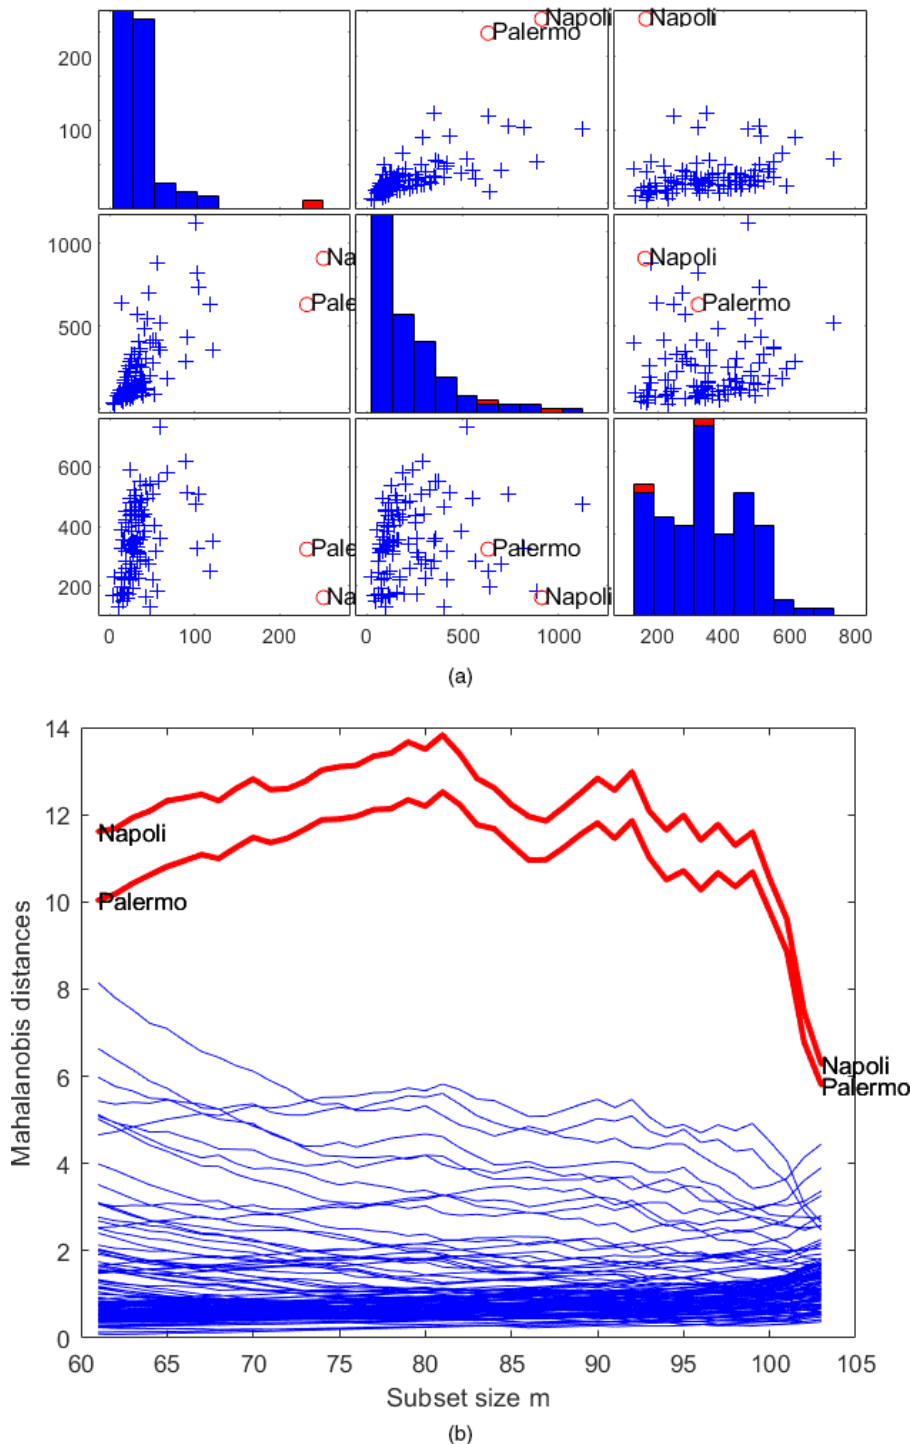 Napoli
Palermo
Napoli
200
100
1000
500
Na
Pale
Napoli
Palermo
600
400
200
Pale
Na
Palermo
Napoli
0
100
200
0
500
1000
200
400
600
800
(a)
14
12
10
8
6
4
2
0
Mahalanobis distances
Napoli
Palermo
Napoli
Palermo
60
65
70
75
80
85
90
95
100
105
Subset size m
(b)